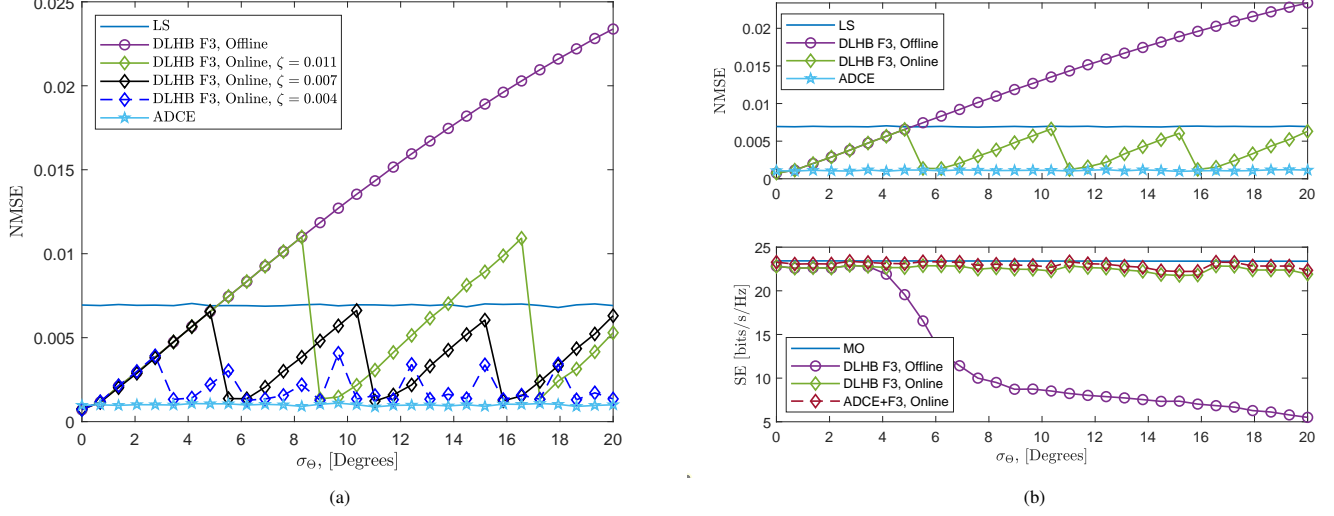 0.025
0.02
0.015
0.01
0.005
0
NMSE
LS
DLHB F3, Offline
DLHB F3, Online, ζ = 0.011
DLHB F3, Online, ζ = 0.007
DLHB F3, Online, ζ = 0.004
ADCE
0 2 4 6 8 10 12 14 16 18 20
σ_Θ, [Degrees]
(a)
0.02
0.015
0.01
0.005
0
NMSE
LS
DLHB F3, Offline
DLHB F3, Online
ADCE
0 2 4 6 8 10 12 14 16 18 20
25
20
15
10
5
SE [bits/s/Hz]
MO
DLHB F3, Offline
DLHB F3, Online
ADCE+F3, Online
0 2 4 6 8 10 12 14 16 18 20
σ_Θ, [Degrees]
(b)